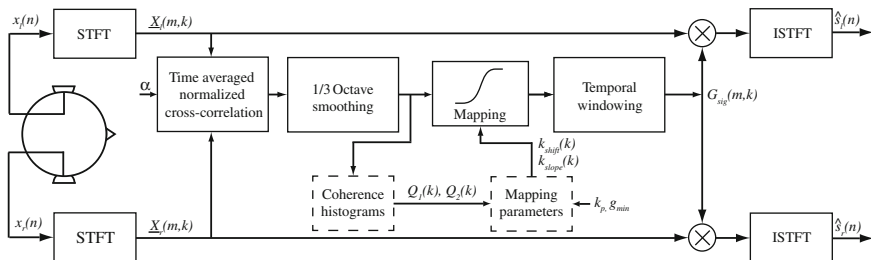 x_l(n)
STFT
X_l(m,k)
ISTFT
ŝ_l(n)
α
Time averaged
normalized
cross-correlation
1/3 Octave
smoothing
Mapping
Temporal
windowing
G_sig(m,k)
k_shift(k)
k_slope(k)
Coherence
histograms
Q_1(k), Q_2(k)
Mapping
parameters
k_p, g_min
x_r(n)
STFT
X_r(m,k)
ISTFT
ŝ_r(n)